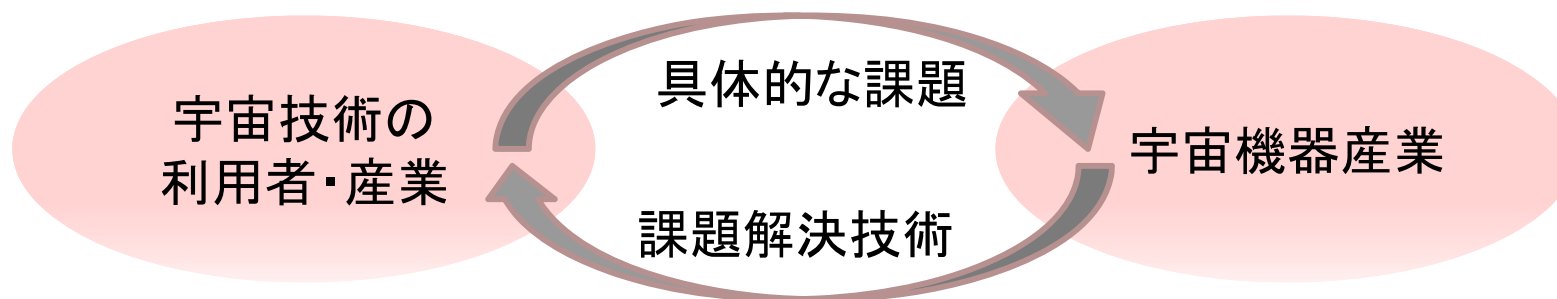 宇宙技術の
利用者・産業
具体的な課題
課題解決技術
宇宙機器産業